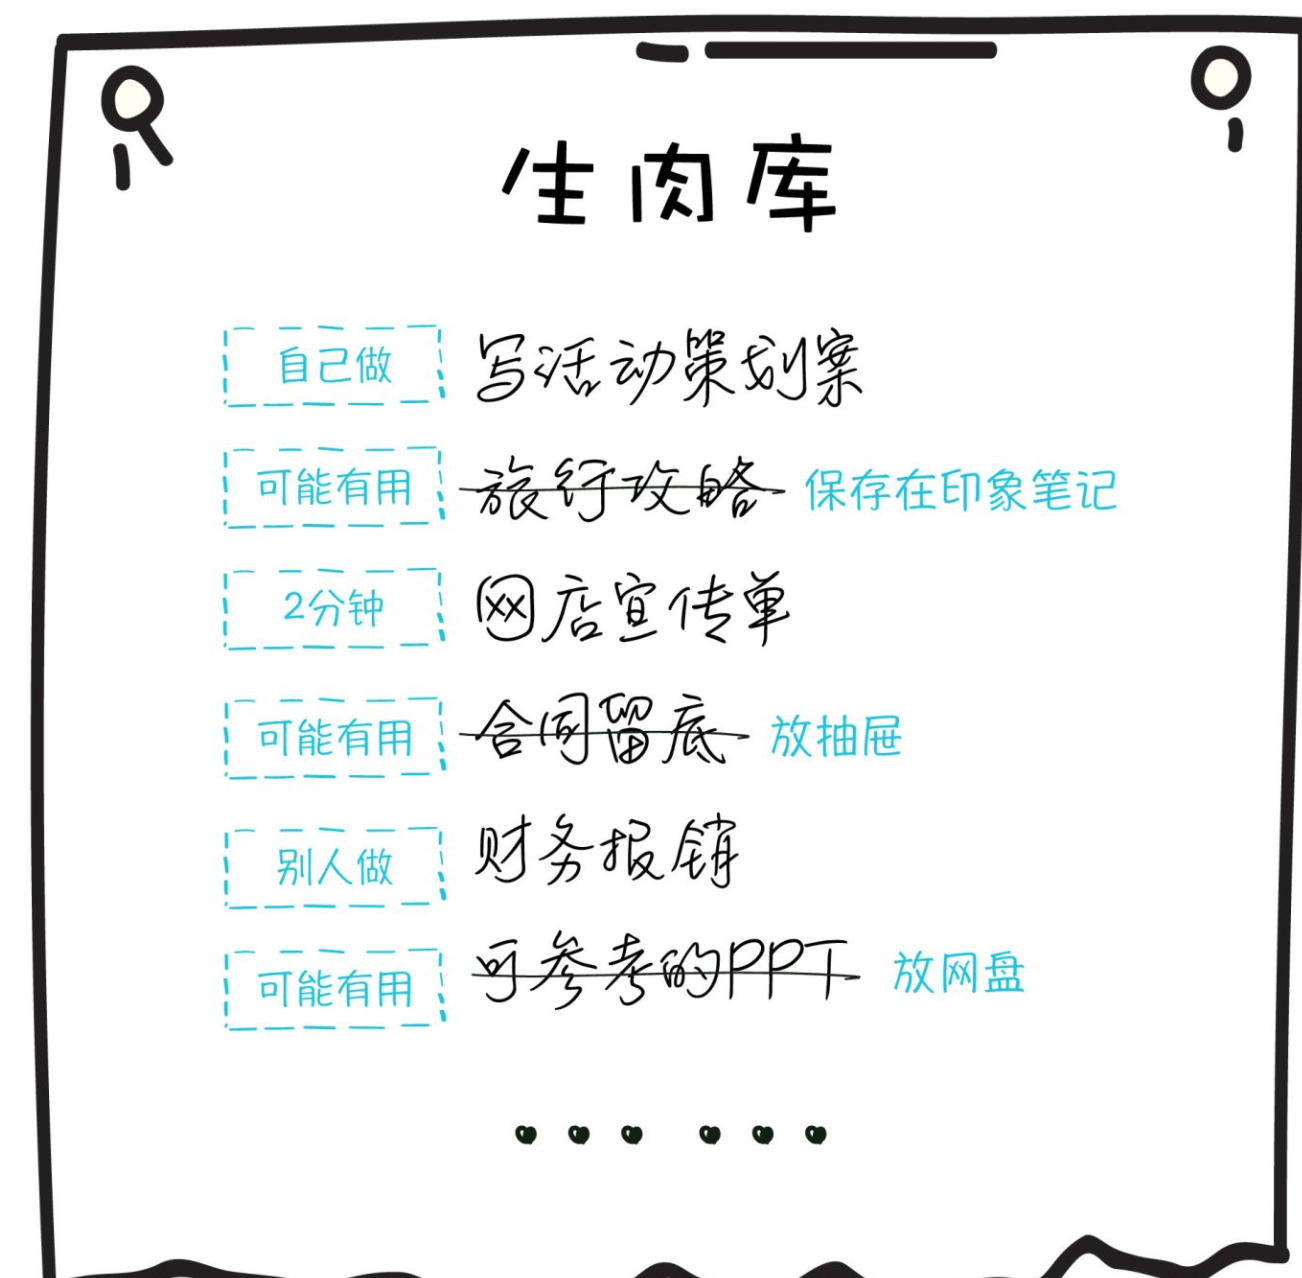 生肉库
自己做 写活动策划案
可能有用 旅行攻略 保存在印象笔记
2分钟 网店宣传单
可能有用 合同留底 放抽屉
别人做 财务报销
可能有用 可参考的PPT 放网盘